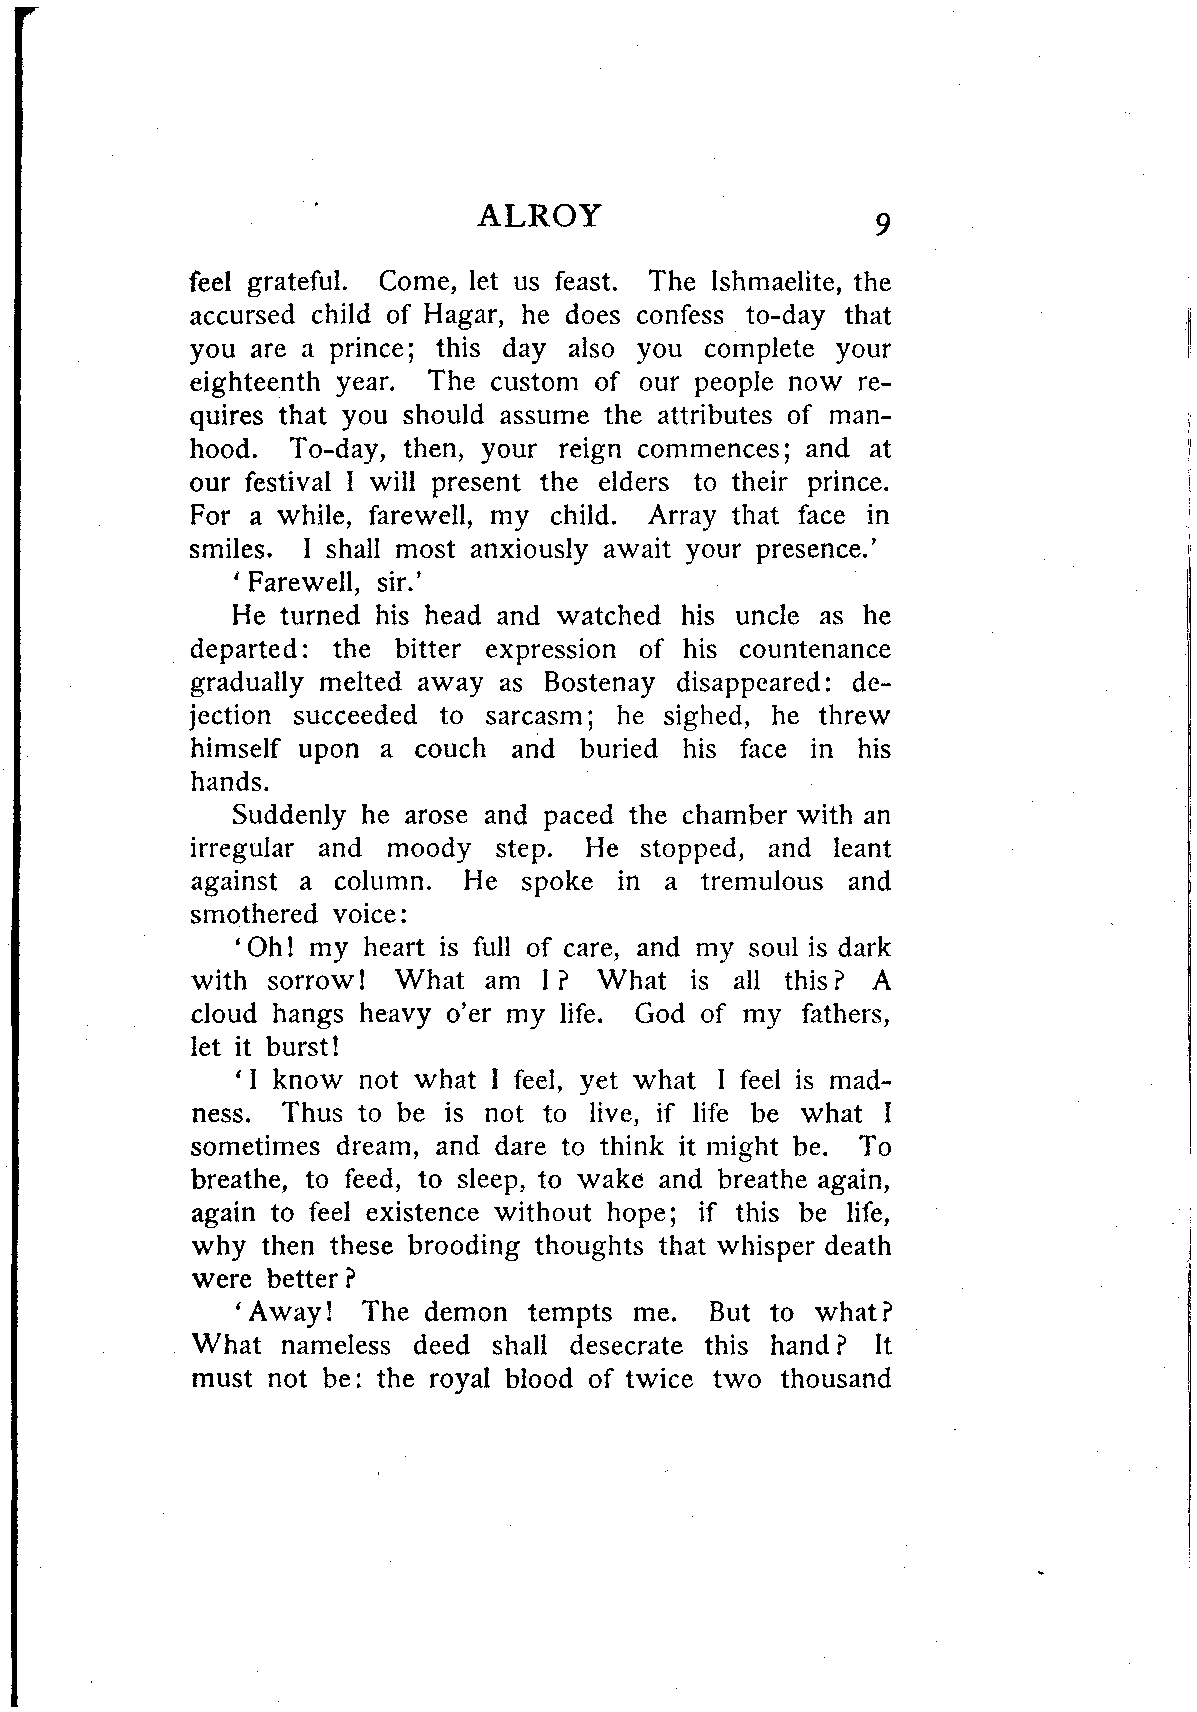 ALROY 9
feel grateful. Come, let us feast. The Ishmaelite, the
accursed child of Hagar, he does confess to-day that
you are a prince; this day also you complete your
eighteenth year. The custom of our people now re-
quires that you should assume the attributes of man-
hood. To-day, then, your reign commences; and at
our festival I will present the elders to their prince.
For a while, farewell, my child. Array that face in
smiles. I shall most anxiously await your presence.'
'Farewell, sir.'
He turned his head and watched his uncle as he
departed: the bitter expression of his countenance
gradually melted away as Bostenay disappeared: de-
jection succeeded to sarcasm; he sighed, he threw
himself upon a couch and buried his face in his
hands.
Suddenly he arose and paced the chamber with an
irregular and moody step. He stopped, and leant
against a column. He spoke in a tremulous and
smothered voice:
'Oh! my heart is full of care, and my soul is dark
with sorrow! What am I? What is all this? A
cloud hangs heavy o'er my life. God of my fathers,
let it burst!
'I know not what I feel, yet what I feel is mad-
ness. Thus to be is not to live, if life be what I
sometimes dream, and dare to think it might be. To
breathe, to feed, to sleep, to wake and breathe again,
again to feel existence without hope; if this be life,
why then these brooding thoughts that whisper death
were better?
'Away! The demon tempts me. But to what?
What nameless deed shall desecrate this hand? It
must not be: the royal blood of twice two thousand